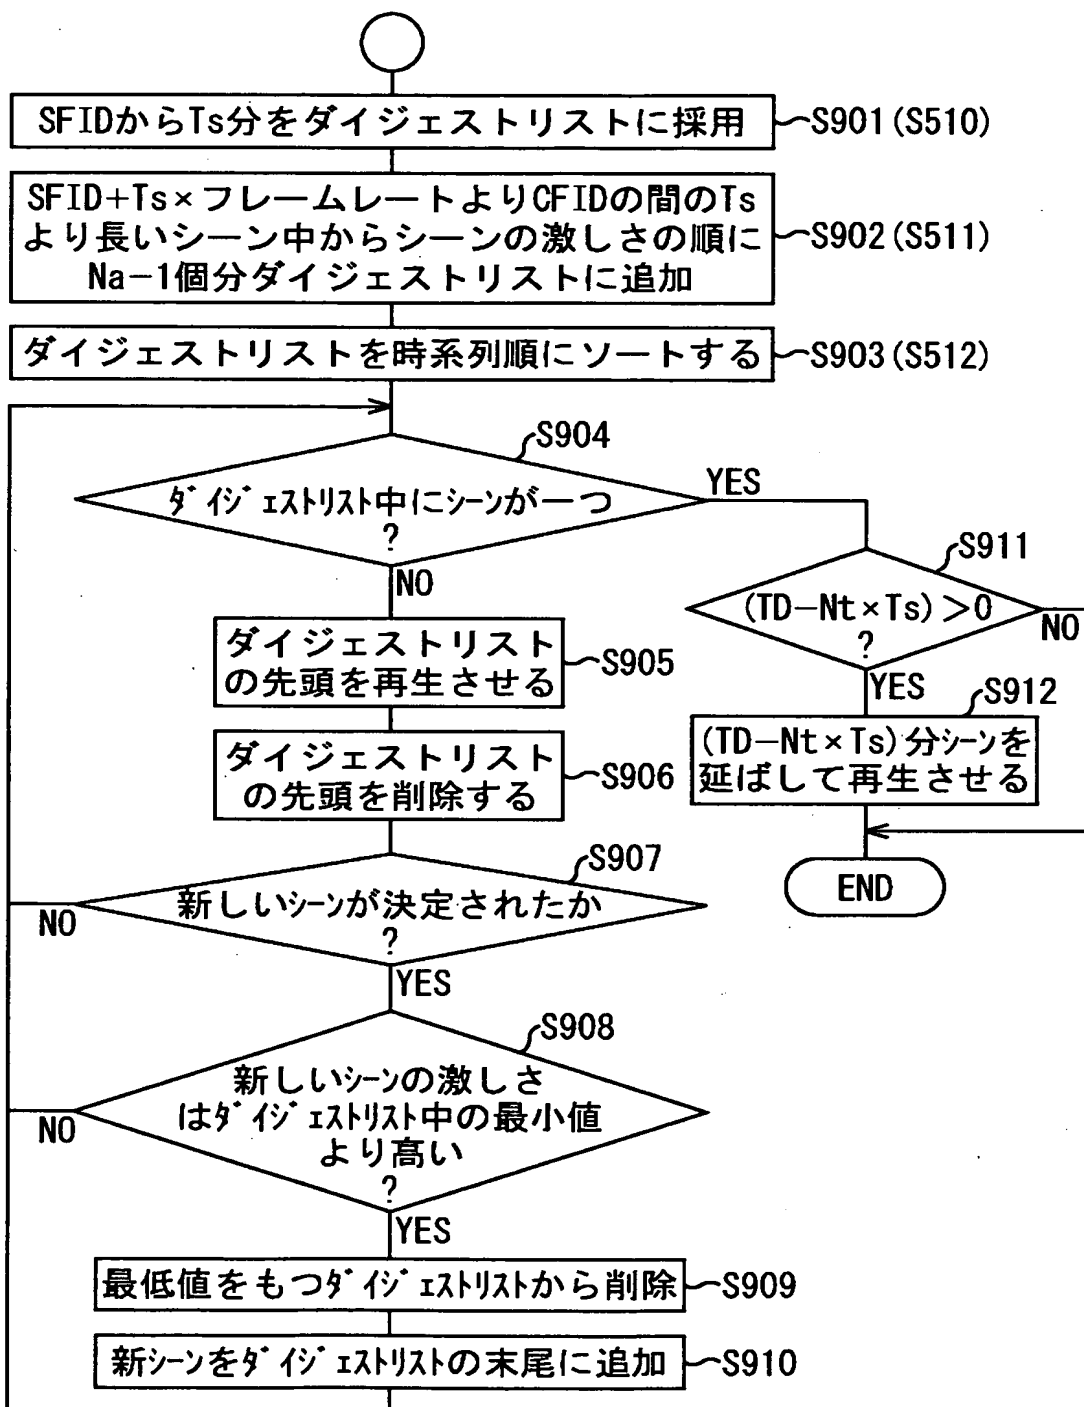 SFIDからTs分をダイジェストリストに採用
S901(S510)
SFID+Ts×フレームレートよりCFIDの間のTs
より長いシーン中からシーンの激しさの順に
Na-1個分ダイジェストリストに追加
S902(S511)
ダイジェストリストを時系列順にソートする
S903(S512)
S904
ダイジェストリスト中にシーンが一つ
?
YES
NO
S911
(TD-Nt×Ts)>0
?
NO
YES
S912
(TD-Nt×Ts)分シーンを
延ばして再生させる
END
ダイジェストリスト
の先頭を再生させる
S905
ダイジェストリスト
の先頭を削除する
S906
S907
新しいシーンが決定されたか
?
NO
YES
S908
新しいシーンの激しさ
はダイジェストリスト中の最小値
より高い
?
NO
YES
最低値をもつダイジェストリストから削除
S909
新シーンをダイジェストリストの末尾に追加
S910